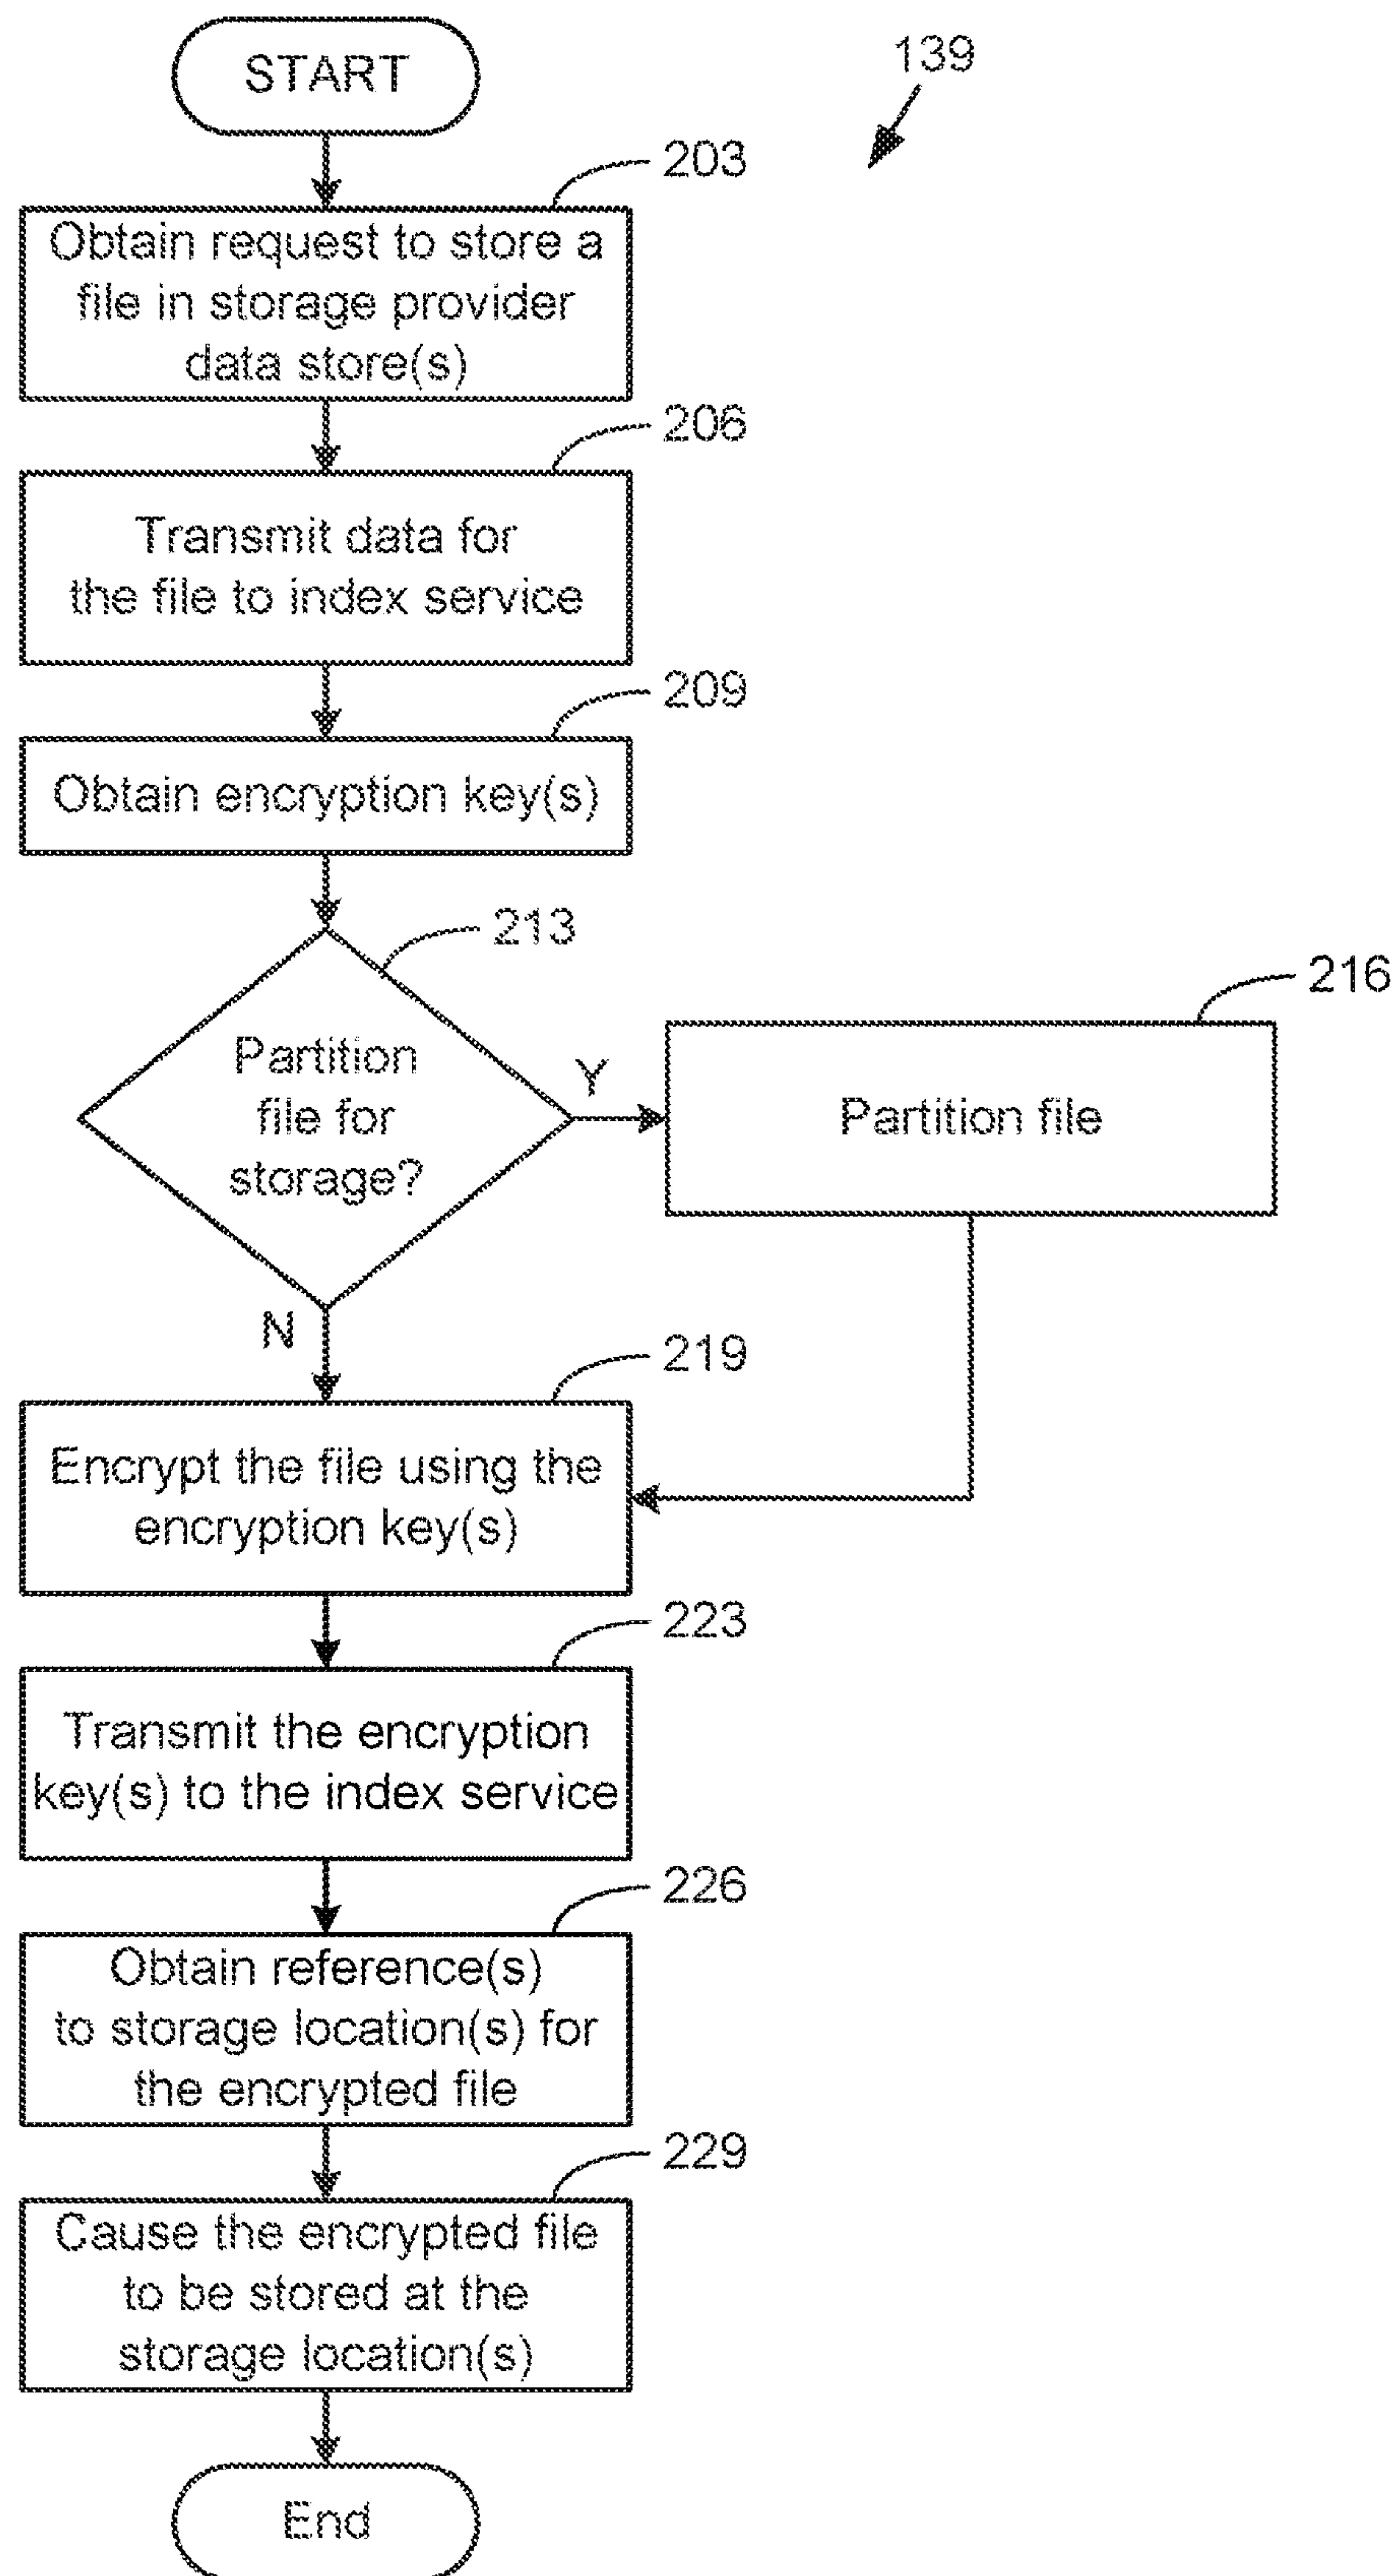 START
139
203
Obtain request to store a
file in storage provider
data store(s)
206
Transmit data for
the file to index service
209
Obtain encryption key(s)
213
Partition
file for
storage?
Y
216
Partition file
N
219
Encrypt the file using the
encryption key(s)
223
Transmit the encryption
key(s) to the index service
226
Obtain reference(s)
to storage location(s) for
the encrypted file
229
Cause the encrypted file
to be stored at the
storage location(s)
End